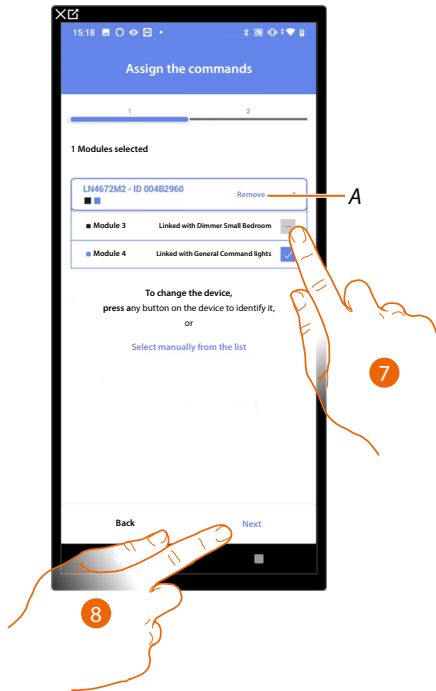 15:18
Assign the commands
1 2
1 Modules selected
LN4672M2 - ID 004B2960
Remove
A
Module 3 Linked with Dimmer Small Bedroom
Module 4 Linked with General Command lights
To change the device,
press any button on the device to identify it,
or
Select manually from the list
7
Back Next
8